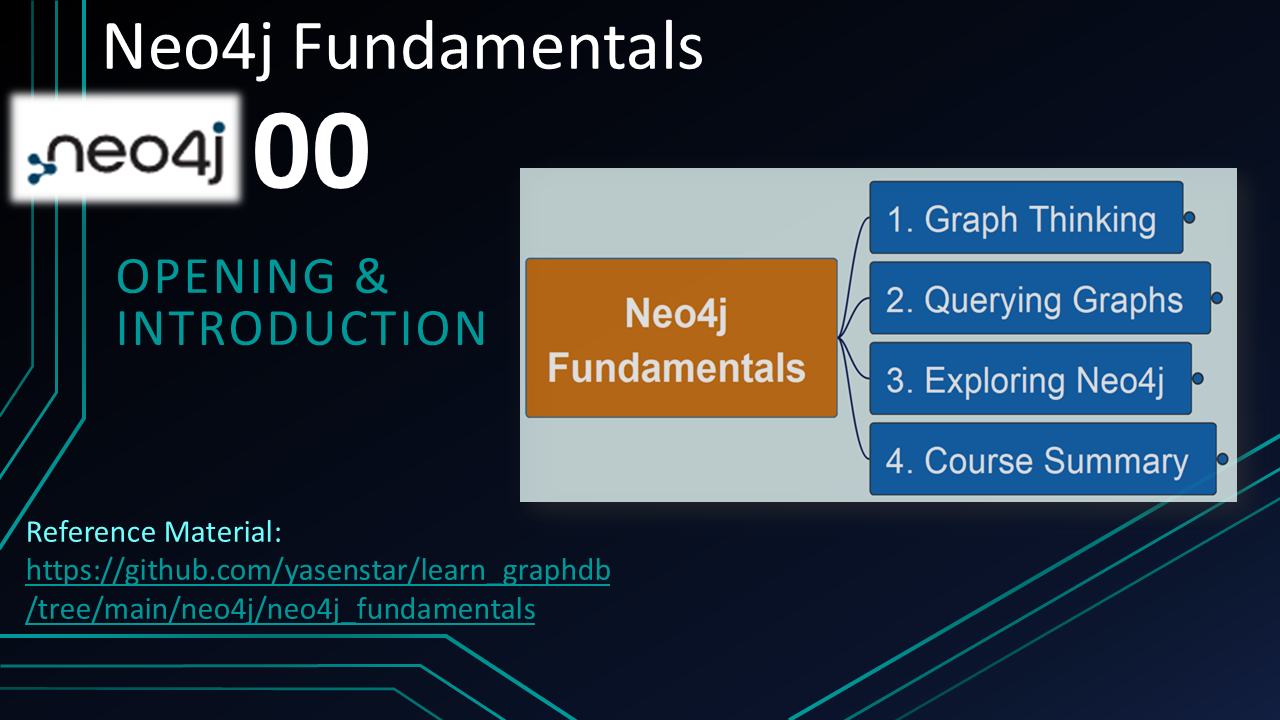 Neo4j Fundamentals
neo4j
00
OPENING &
INTRODUCTION
Neo4j
Fundamentals
1. Graph Thinking
2. Querying Graphs
3. Exploring Neo4j
4. Course Summary
Reference Material:
https://github.com/yasenstar/learn_graphdb
/tree/main/neo4j/neo4j_fundamentals